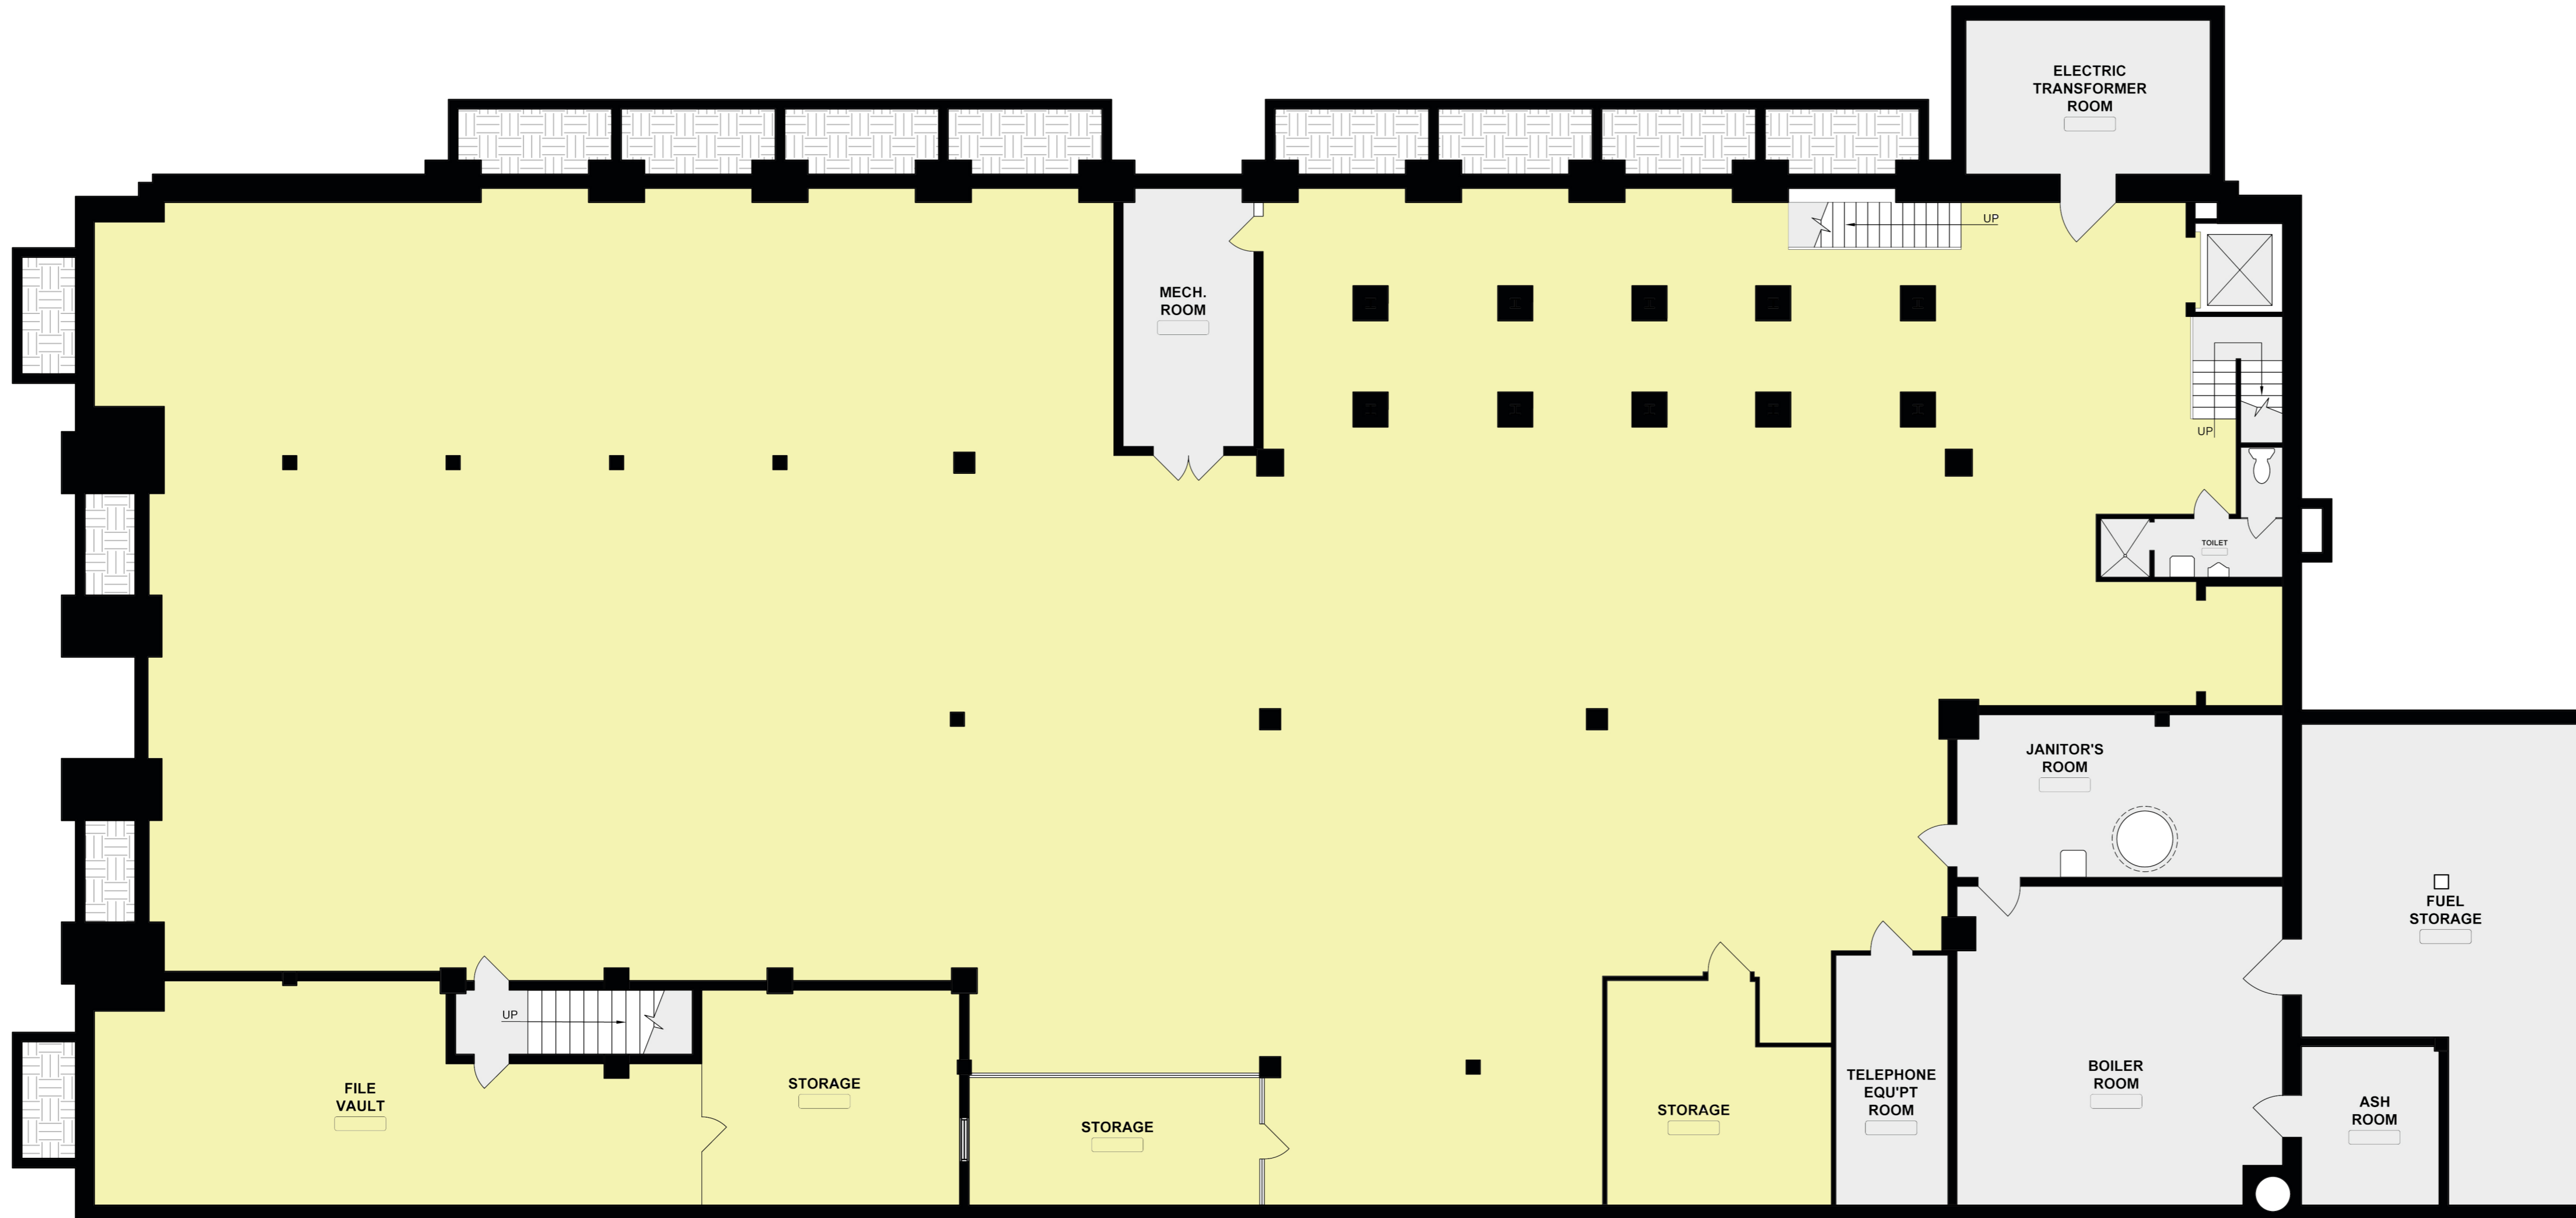 ELECTRIC
TRANSFORMER
ROOM
UP
MECH.
ROOM
UP
TOILET
JANITOR'S
ROOM
FUEL
STORAGE
UP
FILE
VAULT
STORAGE
STORAGE
STORAGE
TELEPHONE
EQU'PT
ROOM
BOILER
ROOM
ASH
ROOM